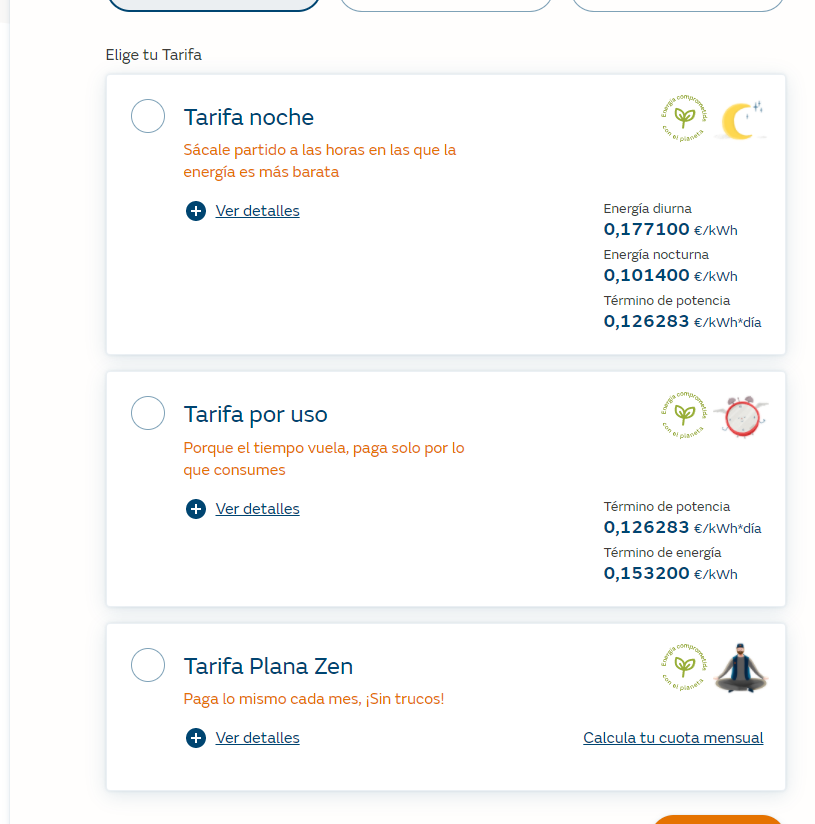 Elige tu Tarifa
Tarifa noche
Sácale partido a las horas en las que la
energía es más barata
Ver detalles
Energía comprometida
con el planeta
Energía diurna
0,177100 €/kWh
Energía nocturna
0,101400 €/kWh
Término de potencia
0,126283 €/kWh*día
Tarifa por uso
Porque el tiempo vuela, paga solo por lo
que consumes
Ver detalles
Energía comprometida
con el planeta
Término de potencia
0,126283 €/kWh*día
Término de energía
0,153200 €/kWh
Tarifa Plana Zen
Paga lo mismo cada mes, ¡Sin trucos!
Ver detalles
Energía comprometida
con el planeta
Calcula tu cuota mensual